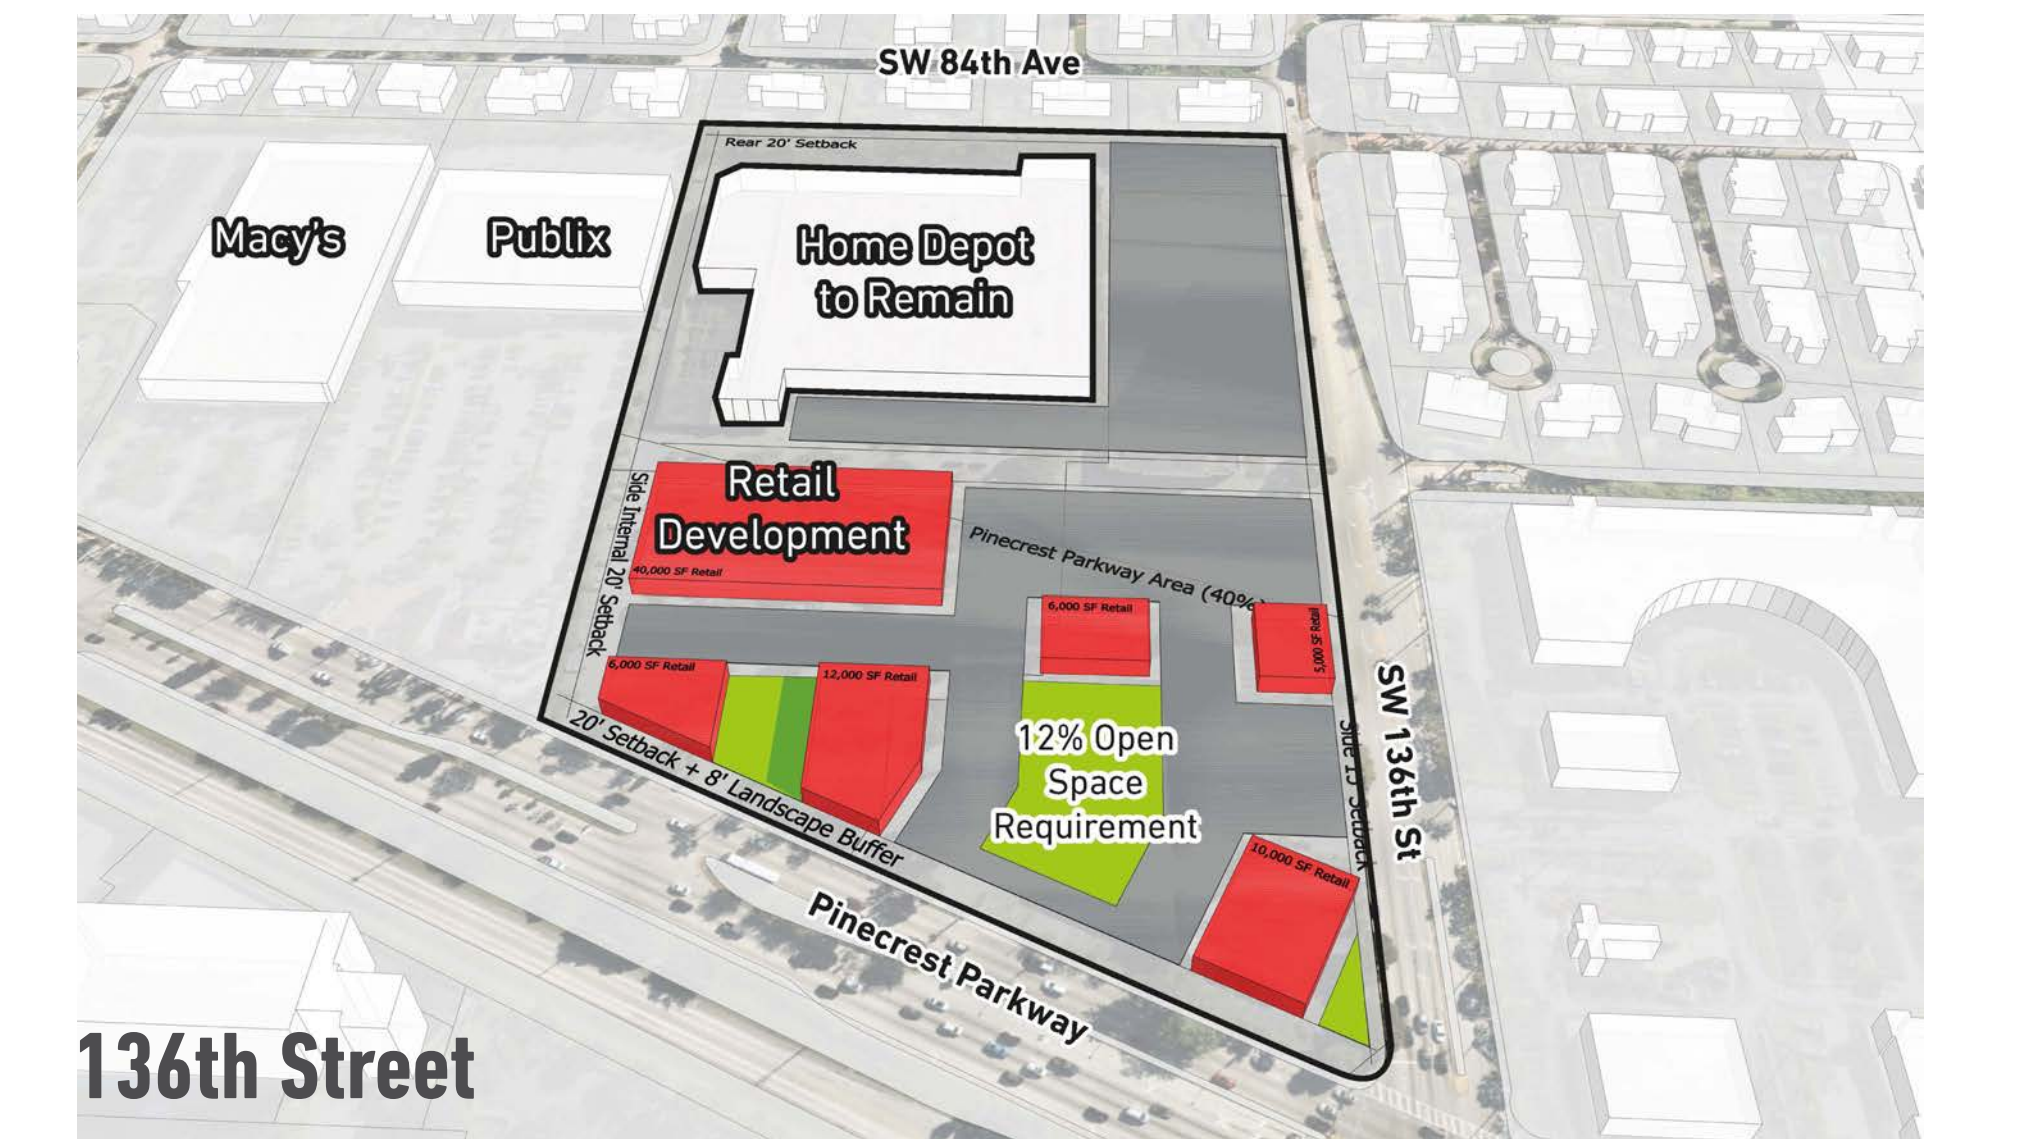 SW 84th Ave
Rear 20' Setback
Macy's
Publix
Home Depot
to Remain
Retail
Development
40,000 SF Retail
Side Internal 20' Setback
Pinecrest Parkway Area (40%
6,000 SF Retail
5,000 SF Retail
6,000 SF Retail
12,000 SF Retail
12% Open
Space
Requirement
SW 136th St
Side 15' Setback
20' Setback + 8' Landscape Buffer
10,000 SF Retail
Pinecrest Parkway
136th Street